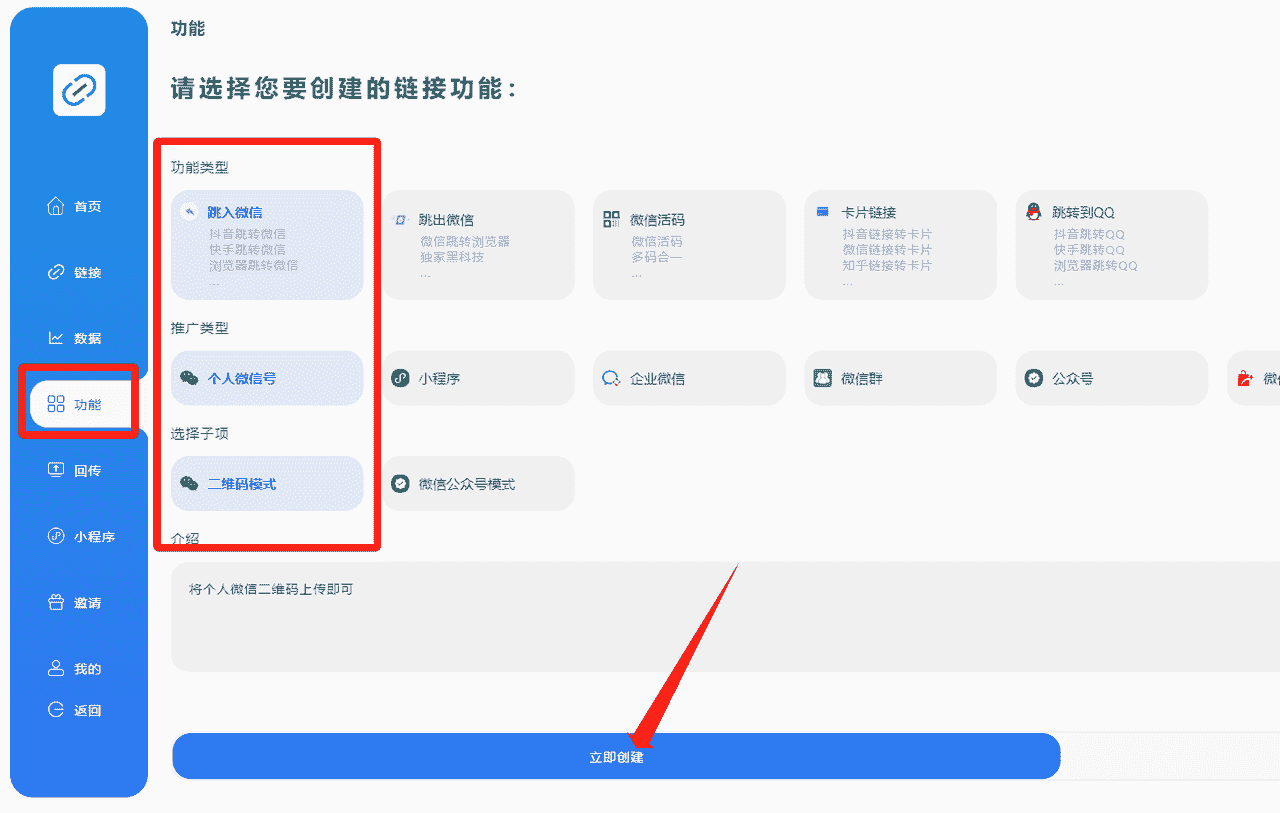 功能
请选择您要创建的链接功能：
首页
链接
数据
功能
回传
小程序
邀请
我的
返回
功能类型
跳入微信
抖音跳转微信
快手跳转微信
浏览器跳转微信
...
跳出微信
微信跳转浏览器
独家黑科技
...
微信活码
微信活码
多码合一
...
卡片链接
抖音链接转卡片
微信链接转卡片
知乎链接转卡片
...
跳转到QQ
抖音跳转QQ
快手跳转QQ
浏览器跳转QQ
...
推广类型
个人微信号
小程序
企业微信
微信群
公众号
微
选择子项
二维码模式
微信公众号模式
介绍
将个人微信二维码上传即可
立即创建